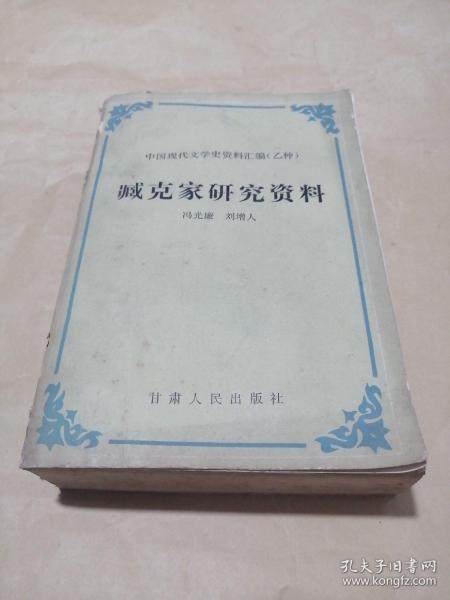 中国现代文学史资料汇编(乙种)
臧克家研究资料
冯光廉 刘增人
甘肃人民出版社
孔夫子旧书网
www.kongfz.com